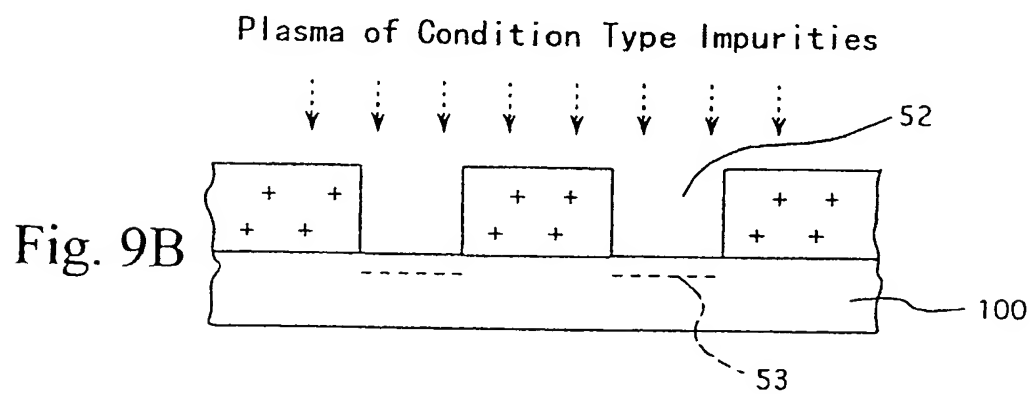 Plasma of Condition Type Impurities
52
+ + + + + +
+ + + + + +
Fig. 9B
100
53